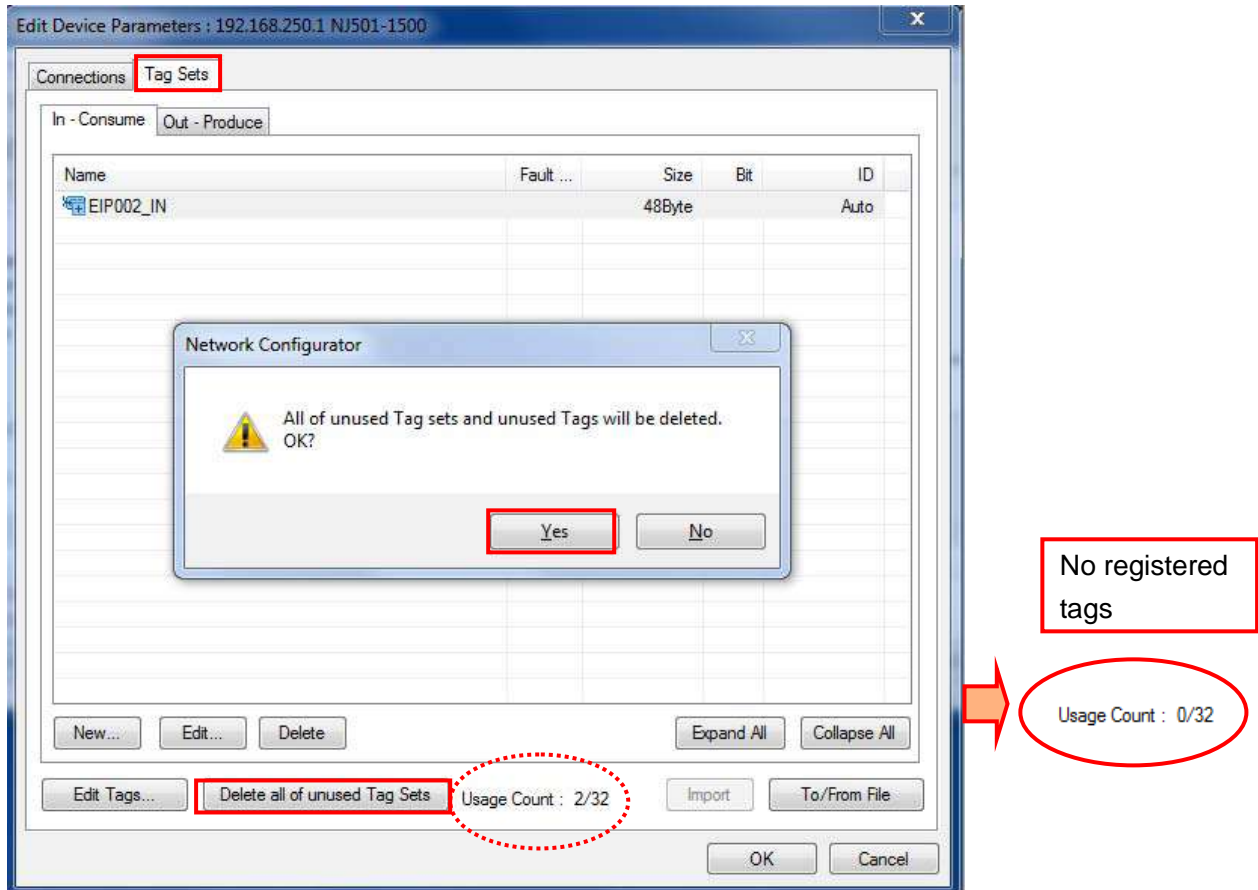 Edit Device Parameters : 192.168.250.1 NJ501-1500
Connections Tag Sets
In - Consume Out - Produce
Name Fault ... Size Bit ID
EIP002_IN 48Byte Auto
Network Configurator
All of unused Tag sets and unused Tags will be deleted.
OK?
Yes No
No registered
tags
Usage Count : 0/32
New... Edit... Delete Expand All Collapse All
Edit Tags... Delete all of unused Tag Sets Usage Count : 2/32 Import To/From File
OK Cancel